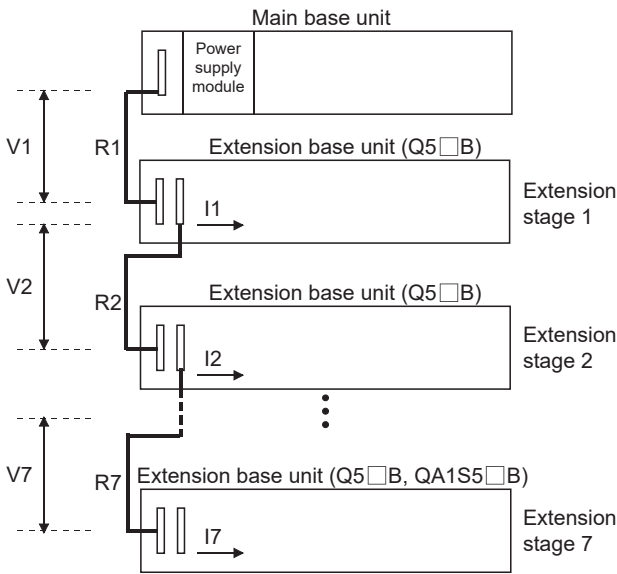 Main base unit
Power
supply
module
V1
R1
Extension base unit (Q5□B)
I1
Extension
stage 1
V2
R2
Extension base unit (Q5□B)
I2
Extension
stage 2
V7
R7
Extension base unit (Q5□B, QA1S5□B)
I7
Extension
stage 7